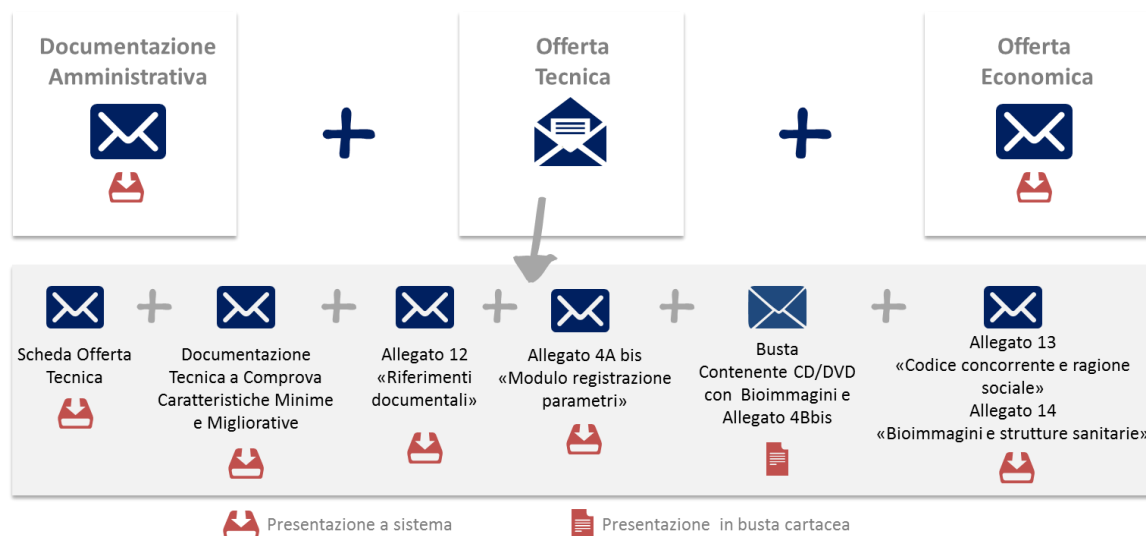 Documentazione
Amministrativa
Offerta
Tecnica
Offerta
Economica
Scheda Offerta
Tecnica
Documentazione
Tecnica a Comprova
Caratteristiche Minime
e Migliorative
Allegato 12
«Riferimenti
documentali»
Allegato 4A bis
«Modulo registrazione
parametri»
Busta
Contenente CD/DVD
con Bioimmagini e
Allegato 4Bbis
Allegato 13
«Codice concorrente e ragione
sociale»
Allegato 14
«Bioimmagini e strutture sanitarie»
Presentazione a sistema
Presentazione in busta cartacea